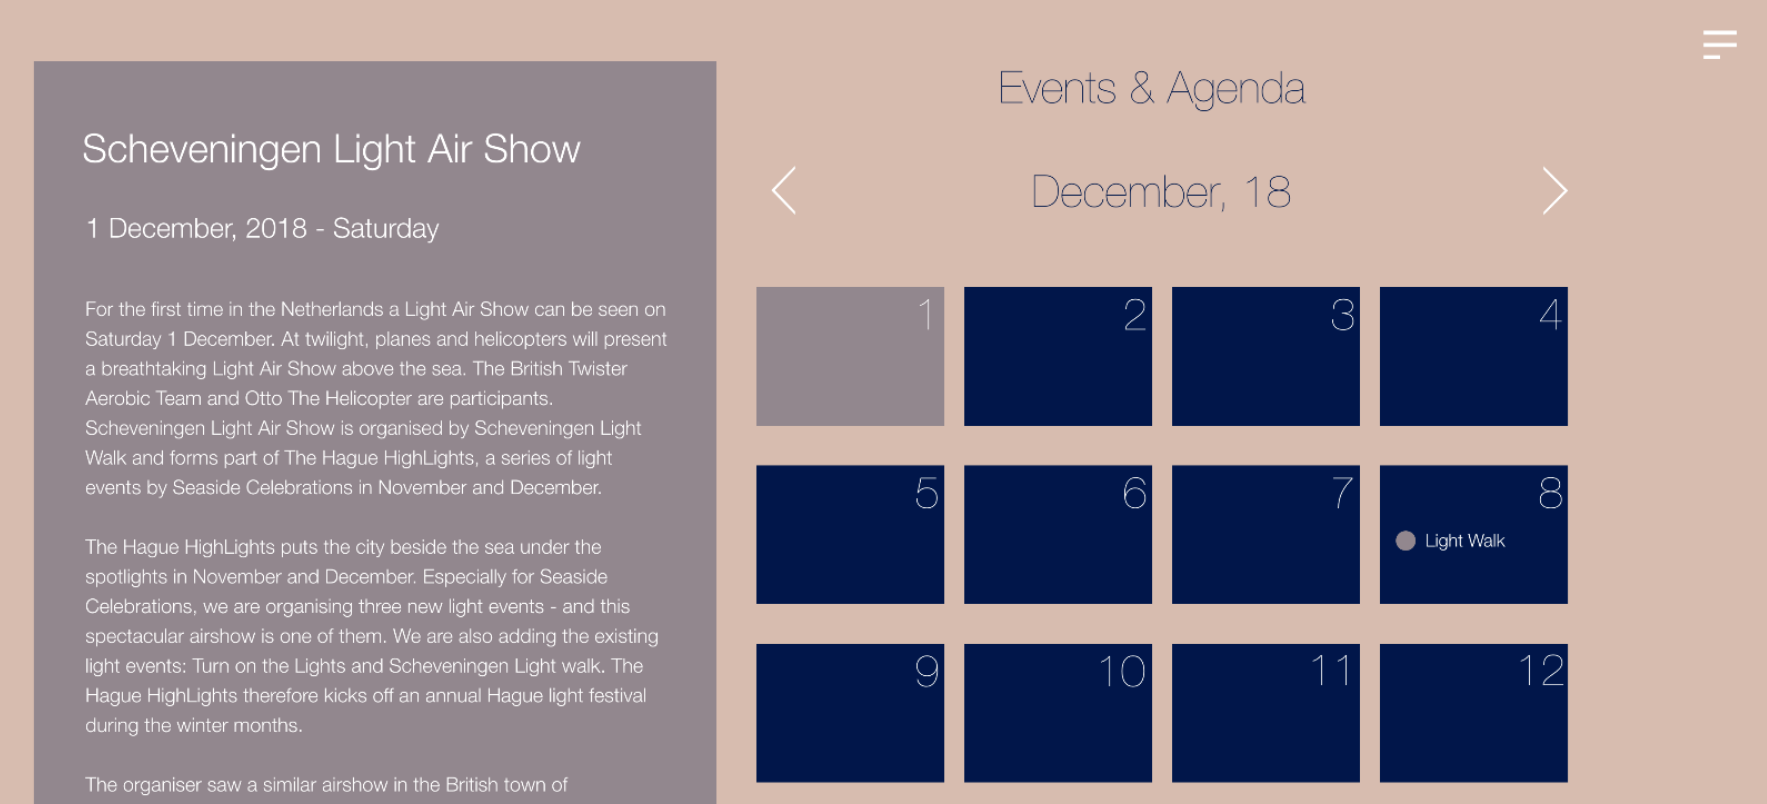 Scheveningen Light Air Show
1 December, 2018 - Saturday
For the first time in the Netherlands a Light Air Show can be seen on
Saturday 1 December. At twilight, planes and helicopters will present
a breathtaking Light Air Show above the sea. The British Twister
Aerobic Team and Otto The Helicopter are participants.
Scheveningen Light Air Show is organised by Scheveningen Light
Walk and forms part of The Hague HighLights, a series of light
events by Seaside Celebrations in November and December.
The Hague HighLights puts the city beside the sea under the
spotlights in November and December. Especially for Seaside
Celebrations, we are organising three new light events - and this
spectacular airshow is one of them. We are also adding the existing
light events: Turn on the Lights and Scheveningen Light walk. The
Hague HighLights therefore kicks off an annual Hague light festival
during the winter months.
The organiser saw a similar airshow in the British town of
Events & Agenda
December, 18
1 2 3 4
5 6 7 8
Light Walk
9 10 11 12